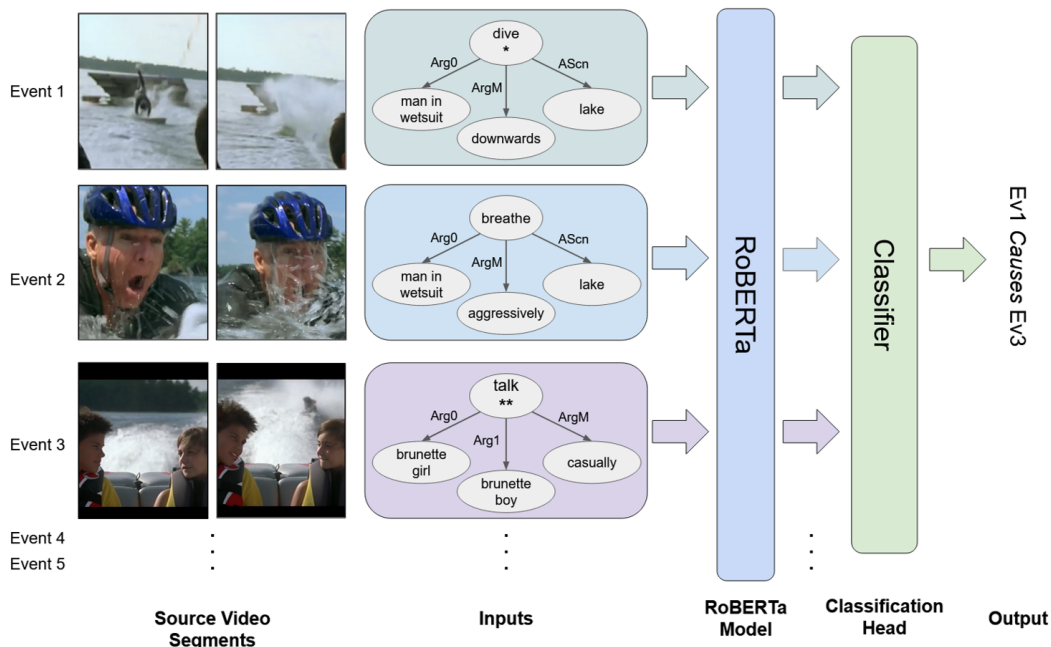 Event 1
dive
*
Arg0
AScn
ArgM
man in
wetsuit
lake
downwards
Event 2
breathe
Arg0
AScn
ArgM
man in
wetsuit
lake
aggressively
Event 3
talk
**
Arg0
ArgM
Arg1
brunette
girl
casually
brunette
boy
Event 4
Event 5
RoBERTa
Classifier
Ev1 Causes Ev3
Source Video
Segments
Inputs
RoBERTa
Model
Classification
Head
Output